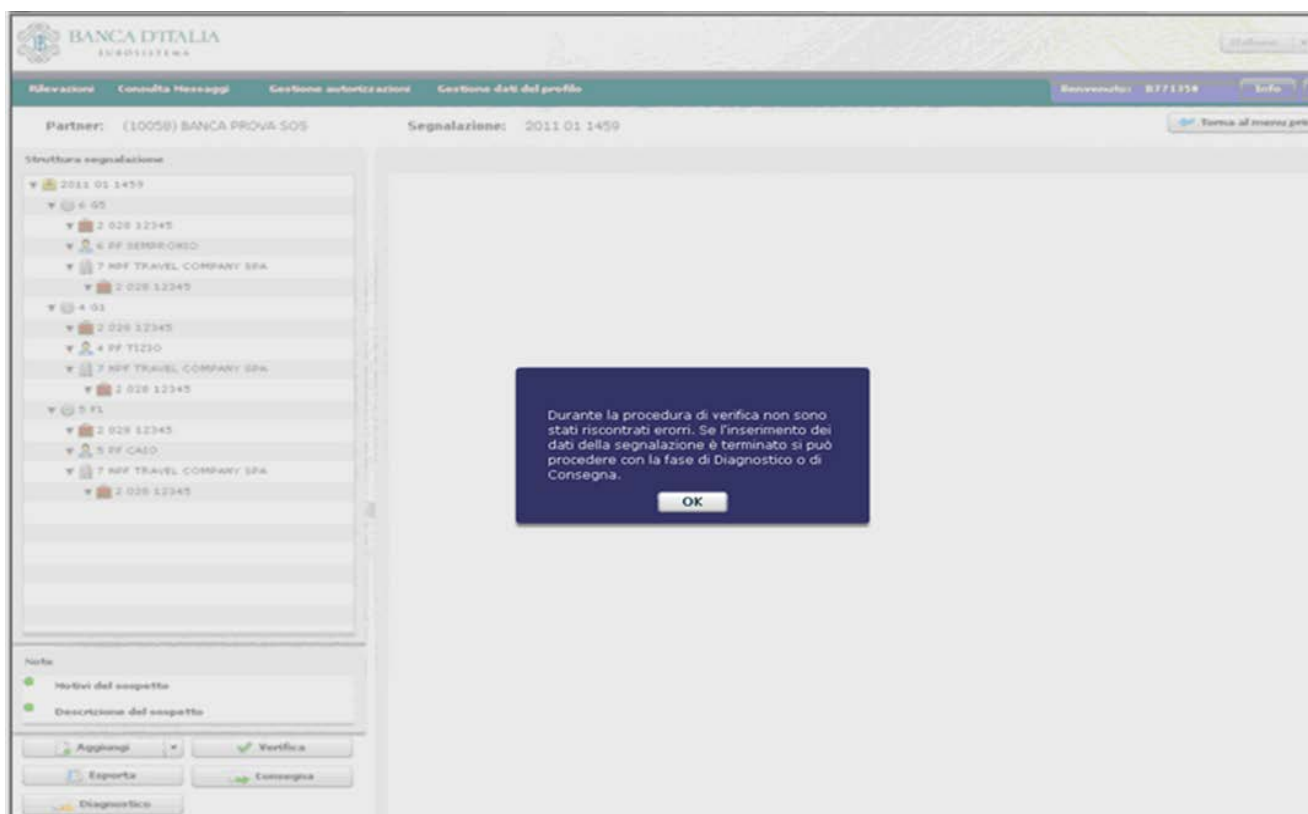 BANCA D'ITALIA
EUROSISTEMA
Rilevazioni Consulta Messaggi Gestione autorizzazioni Gestione dati del profilo Benvenuto: Info
Partner: (10058) BANCA PROVA SOS Segnalazione: 2011 01 1459 Torna al menu
Struttura segnalazione
2011 01 1459
6 G5
2 028 12345
6 PF SEMPRONIO
7 NPF TRAVEL COMPANY SPA
2 028 12345
4 G1
2 028 12345
4 PF TIZIO
7 NPF TRAVEL COMPANY SPA
2 028 12345
5 F1
2 028 12345
5 PF CAIO
7 NPF TRAVEL COMPANY SPA
2 028 12345
Durante la procedura di verifica non sono
stati riscontrati erorri. Se l'inserimento dei
dati della segnalazione è terminato si può
procedere con la fase di Diagnostico o di
Consegna.
OK
Note
Motivi del sospetto
Descrizione del sospetto
Aggiungi Verifica
Esporta Consegna
Diagnostico